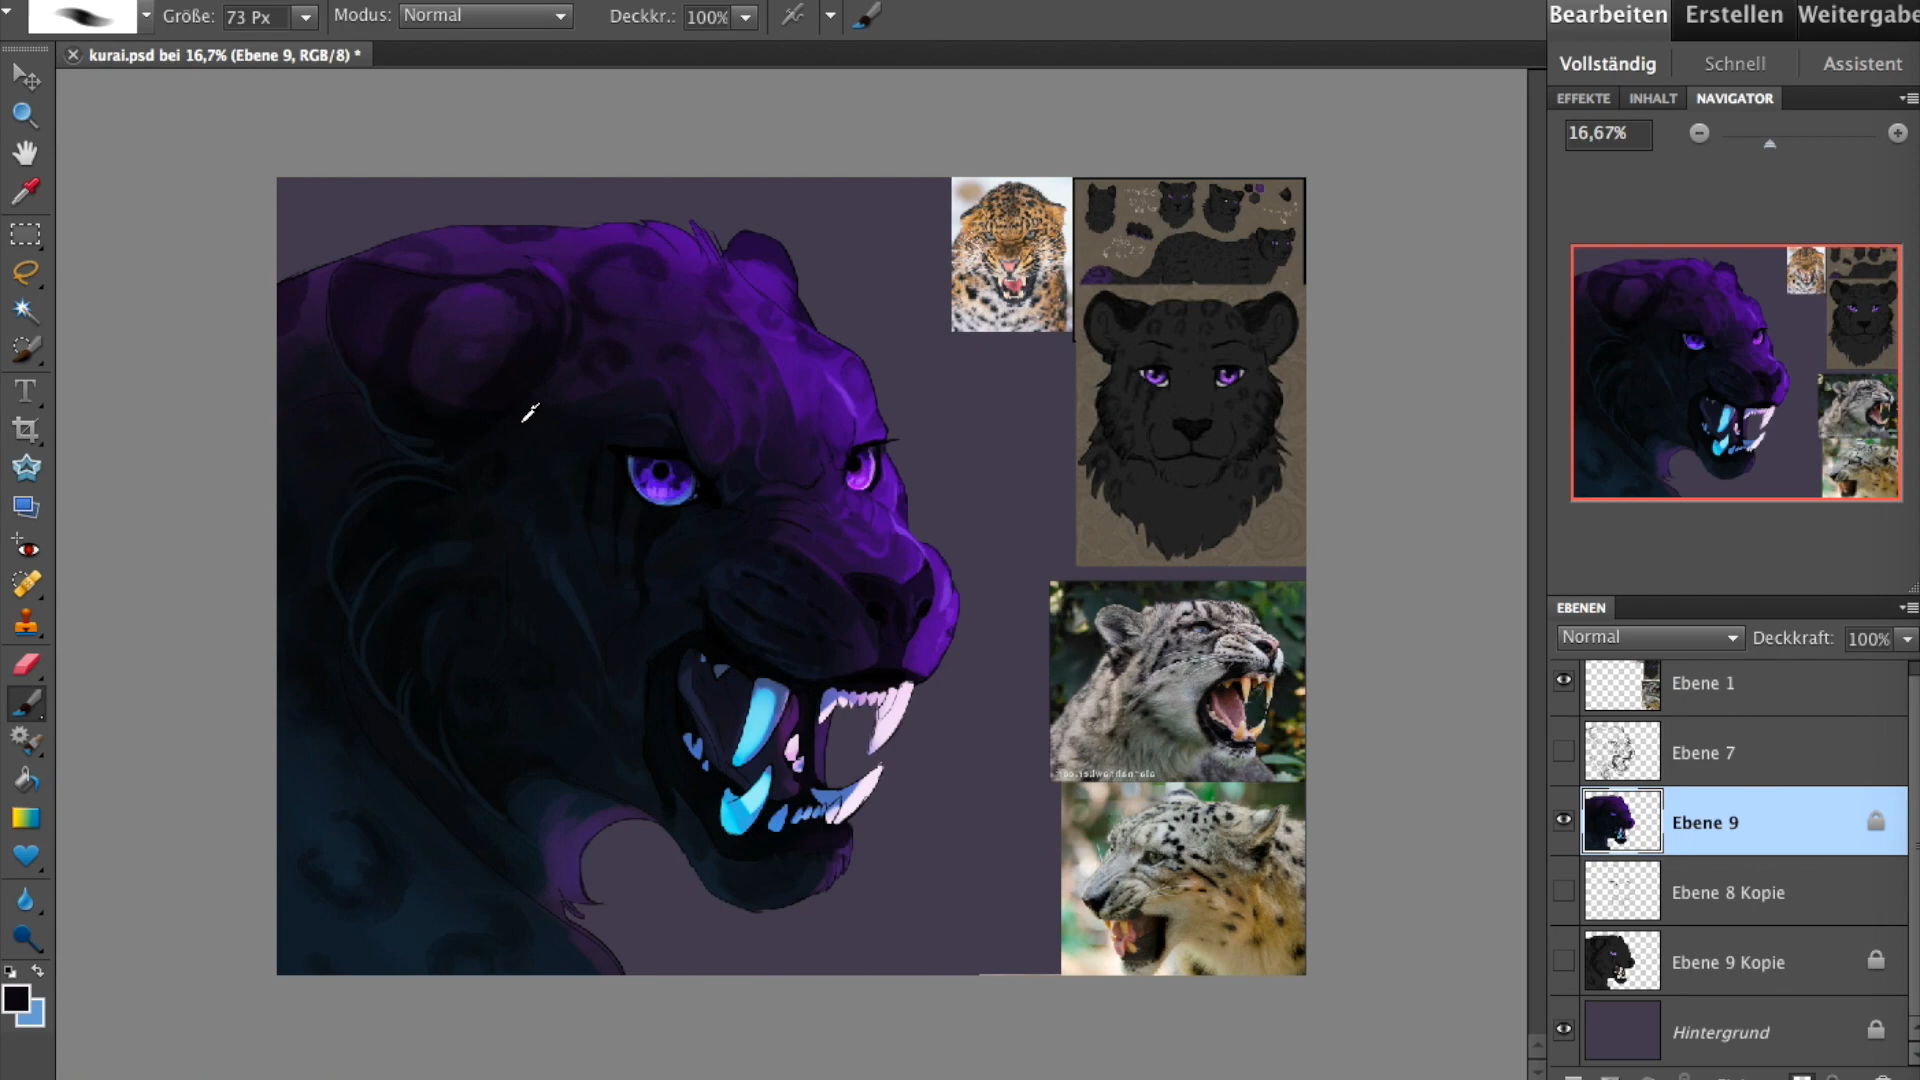 Größe: 73 Px Modus: Normal Deckkr.: 100%
Bearbeiten Erstellen Weitergabe
kurai.psd bei 16,7% (Ebene 9, RGB/8) *
Vollständig Schnell Assistent
EFFEKTE INHALT NAVIGATOR
16,67%
EBENEN
Normal Deckkraft: 100%
Ebene 1
Ebene 7
Ebene 9
Ebene 8 Kopie
Ebene 9 Kopie
Hintergrund